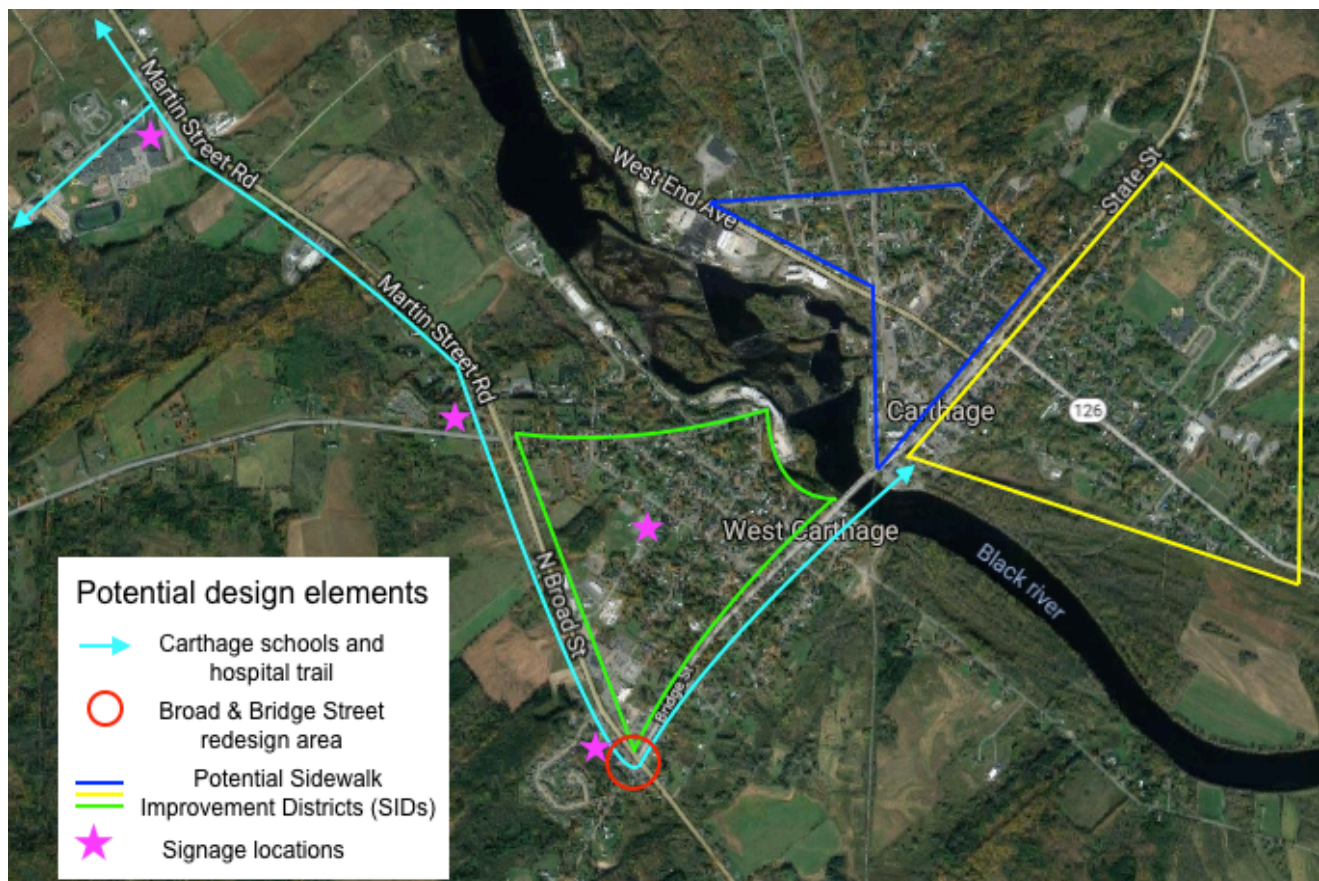 Martin Street Rd
West End Ave
State St
Martin Street Rd
Carthage
126
West Carthage
N Broad St
Black river
Bridge St
Potential design elements
Carthage schools and
hospital trail
Broad & Bridge Street
redesign area
Potential Sidewalk
Improvement Districts (SIDs)
Signage locations